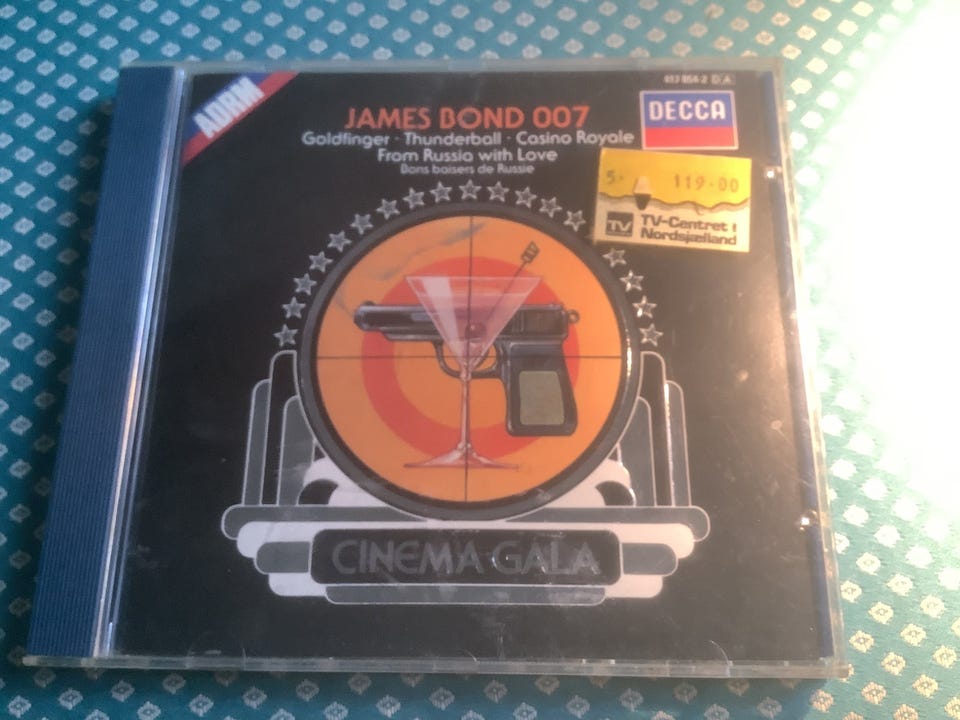 ADRM
JAMES BOND 007
Goldfinger · Thunderball · Casino Royale
From Russia with Love
Bons baisers de Russie
DECCA
119-00
TV TV-Centret i
Nordsjælland
CINEMA GALA